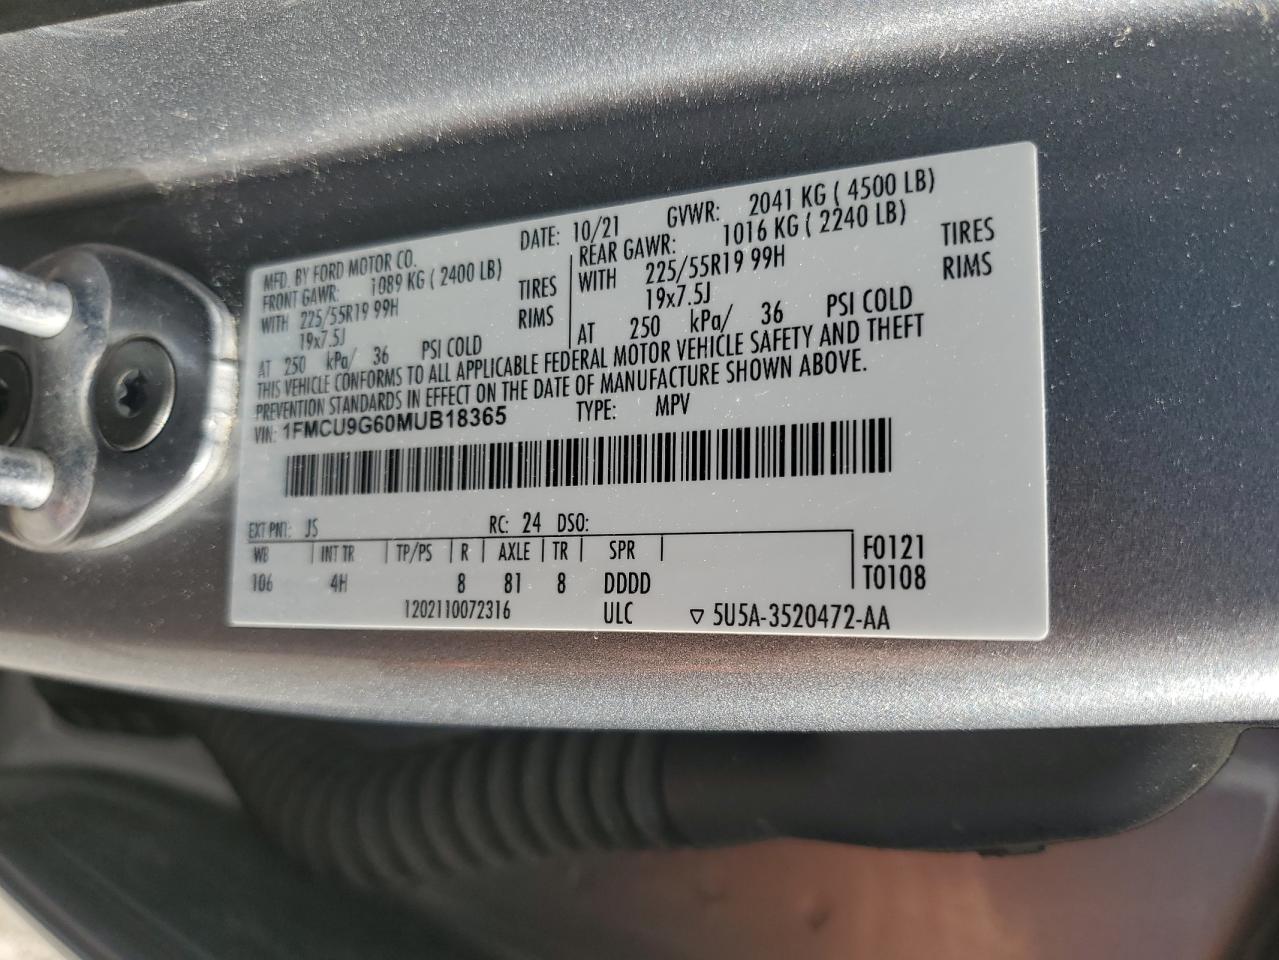 MFD. BY FORD MOTOR CO. DATE: 10/21 GVWR: 2041 KG ( 4500 LB)
FRONT GAWR: 1089 KG ( 2400 LB) REAR GAWR: 1016 KG ( 2240 LB)
WITH 225/55R19 99H TIRES WITH 225/55R19 99H TIRES
19x7.5J RIMS 19x7.5J RIMS
AT 250 kPa/ 36 PSI COLD AT 250 kPa/ 36 PSI COLD
THIS VEHICLE CONFORMS TO ALL APPLICABLE FEDERAL MOTOR VEHICLE SAFETY AND THEFT
PREVENTION STANDARDS IN EFFECT ON THE DATE OF MANUFACTURE SHOWN ABOVE.
VIN: 1FMCU9G60MUB18365 TYPE: MPV
EXT PNT: JS RC: 24 DSO:
WB INT TR TP/PS R AXLE TR SPR F0121
106 4H 8 81 8 DDDD T0108
1202110072316 ULC ▽ 5U5A-3520472-AA